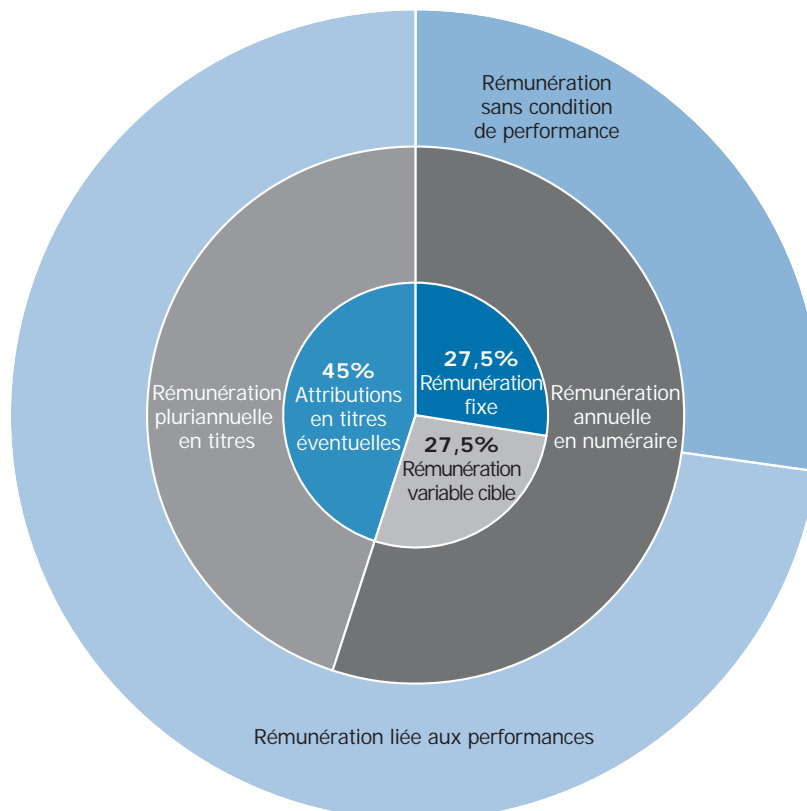 Rémunération
sans condition
de performance
45%
Attributions
en titres
éventuelles
27,5%
Rémunération
fixe
Rémunération
pluriannuelle
en titres
Rémunération
annuelle
en numéraire
27,5%
Rémunération
variable cible
Rémunération liée aux performances